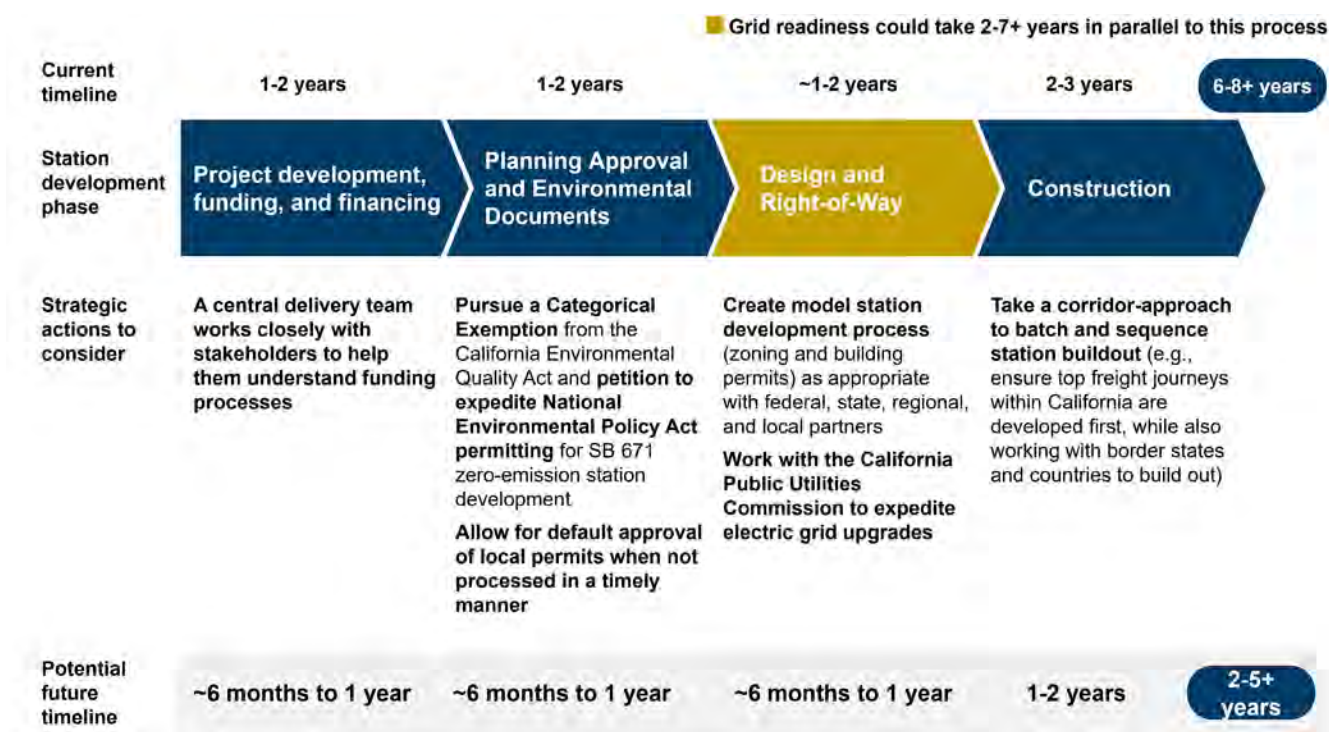 Grid readiness could take 2-7+ years in parallel to this process
Current
timeline
1-2 years
1-2 years
~1-2 years
2-3 years
6-8+ years
Station
development
phase
Project development,
funding, and financing
Planning Approval
and Environmental
Documents
Design and
Right-of-Way
Construction
Strategic
actions to
consider
A central delivery team
works closely with
stakeholders to help
them understand funding
processes
Pursue a Categorical
Exemption from the
California Environmental
Quality Act and petition to
expedite National
Environmental Policy Act
permitting for SB 671
zero-emission station
development
Allow for default approval
of local permits when not
processed in a timely
manner
Create model station
development process
(zoning and building
permits) as appropriate
with federal, state, regional,
and local partners
Work with the California
Public Utilities
Commission to expedite
electric grid upgrades
Take a corridor-approach
to batch and sequence
station buildout (e.g.,
ensure top freight journeys
within California are
developed first, while also
working with border states
and countries to build out)
Potential
future
timeline
~6 months to 1 year
~6 months to 1 year
~6 months to 1 year
1-2 years
2-5+
years